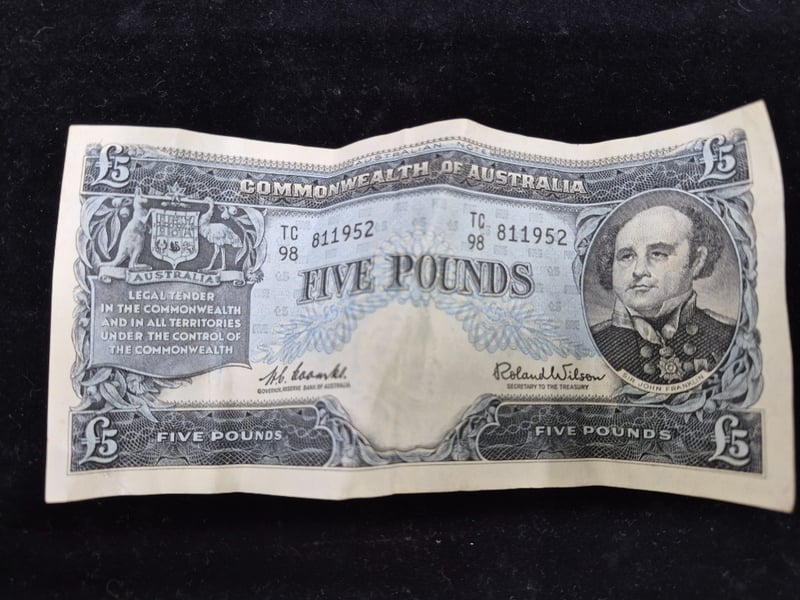 £5
£5
COMMONWEALTH OF AUSTRALIA
TC
98 811952
TC
98 811952
FIVE POUNDS
AUSTRALIA
LEGAL TENDER
IN THE COMMONWEALTH
AND IN ALL TERRITORIES
UNDER THE CONTROL OF
THE COMMONWEALTH
H.C. Coombs
GOVERNOR, RESERVE BANK OF AUSTRALIA
Roland Wilson
SECRETARY TO THE TREASURY
SIR JOHN FRANKLIN
£5
FIVE POUNDS
FIVE POUNDS
£5